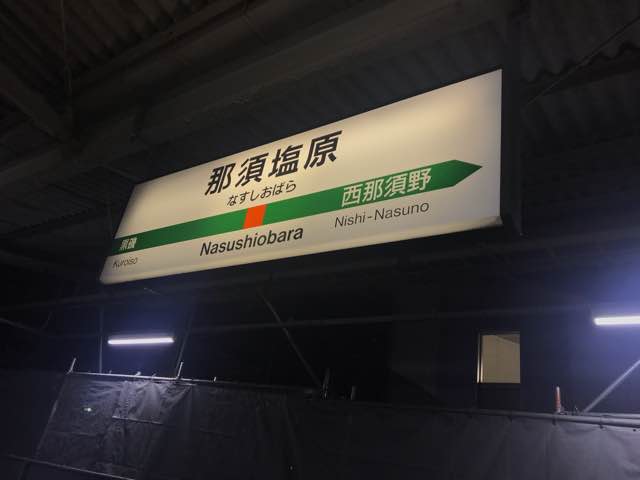 那須塩原
なすしおばら
黒磯
西那須野
Kuroiso
Nasushiobara
Nishi-Nasuno